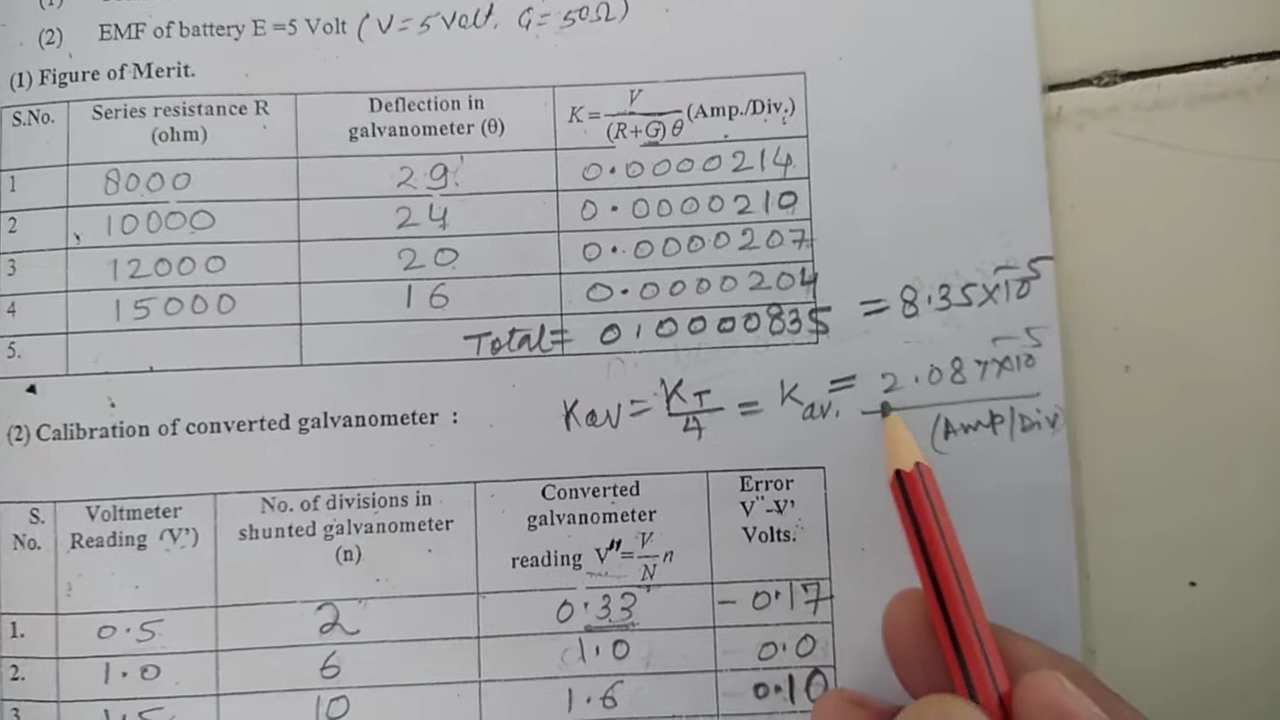 (2) EMF of battery E =5 Volt ( V = 5 Volt, G = 50Ω )
(1) Figure of Merit.
S.No. Series resistance R (ohm) Deflection in galvanometer (θ) K = V/(R+G)θ (Amp./Div.)
1 8000 29 0.0000214
2 10000 24 0.0000210
3 12000 20 0.0000207
4 15000 16 0.0000204
5. Total= 0.0000835 = 8.35×10⁻⁵
Kav = KT/4 = Kav. = 2.087×10⁻⁵ (Amp/Div)
(2) Calibration of converted galvanometer :
S. No. Voltmeter Reading (V') No. of divisions in shunted galvanometer (n) Converted galvanometer reading V"= V/N n Error V"-V' Volts.
1. 0.5 2 0.33 - 0.17
2. 1.0 6 1.0 0.0
3 1.5 10 1.6 0.10